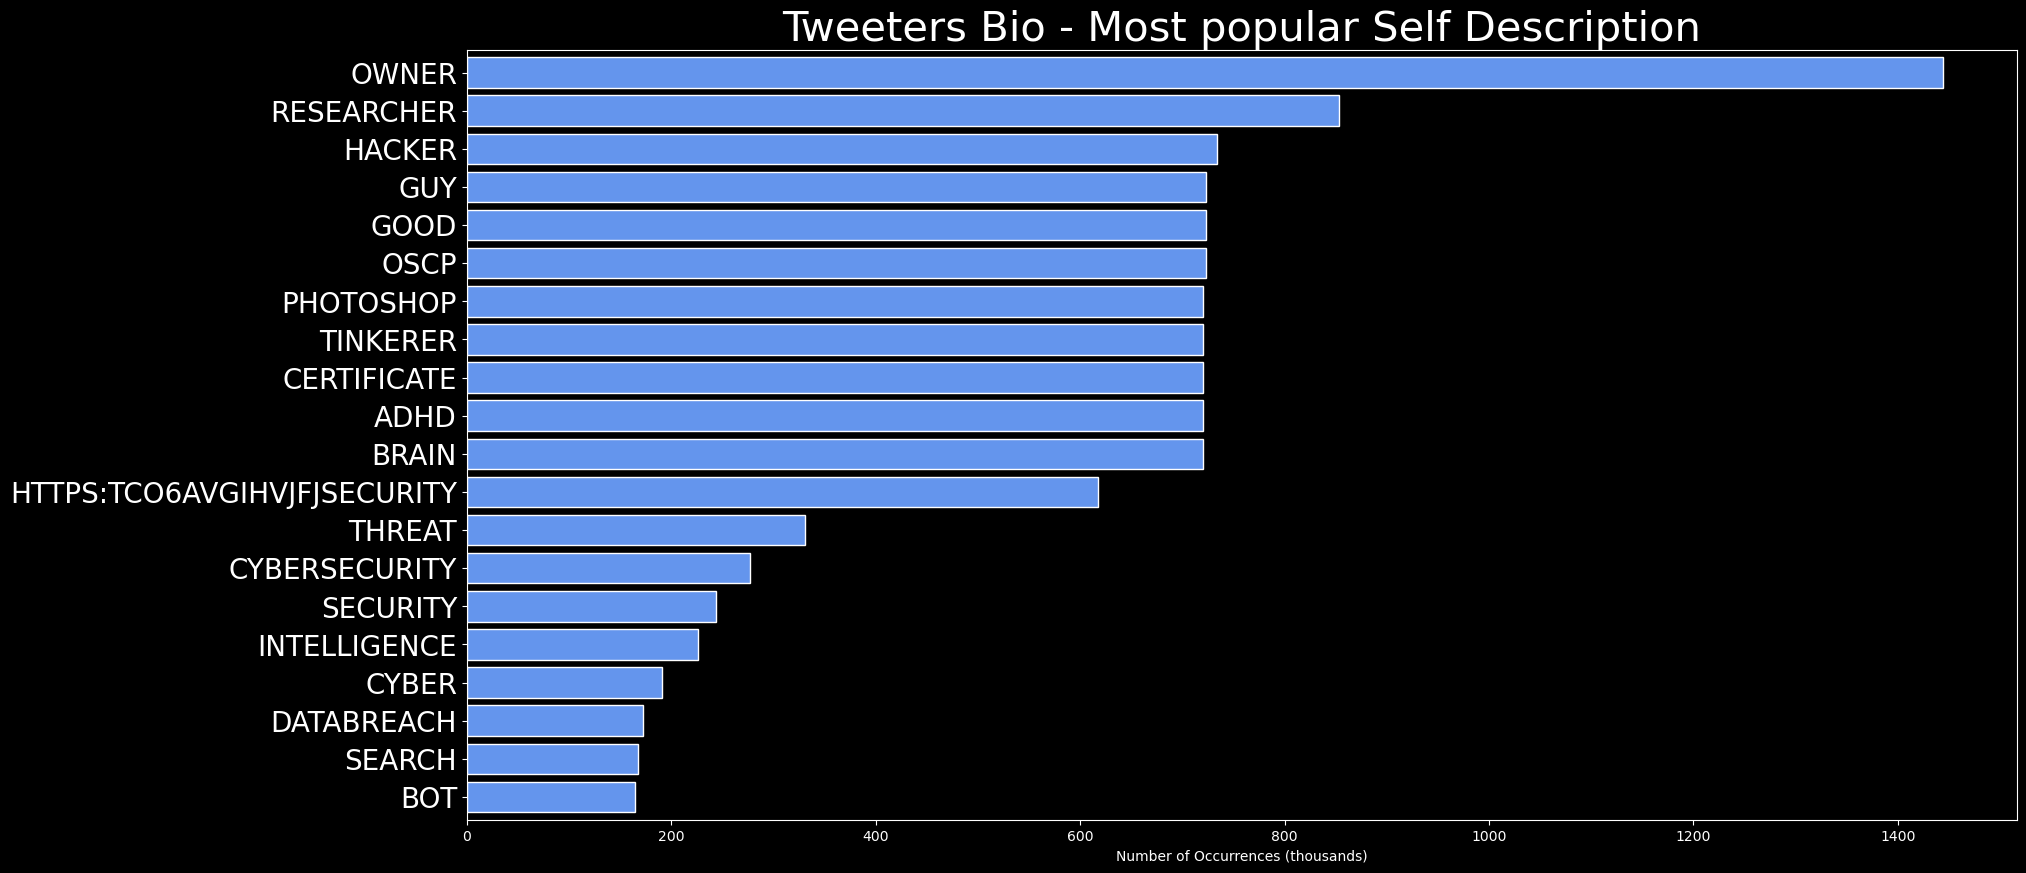 Tweeters Bio - Most popular Self Description
OWNER
RESEARCHER
HACKER
GUY
GOOD
OSCP
PHOTOSHOP
TINKERER
CERTIFICATE
ADHD
BRAIN
HTTPS:TCO6AVGIHVJFJSECURITY
THREAT
CYBERSECURITY
SECURITY
INTELLIGENCE
CYBER
DATABREACH
SEARCH
BOT
0 200 400 600 800 1000 1200 1400
Number of Occurrences (thousands)